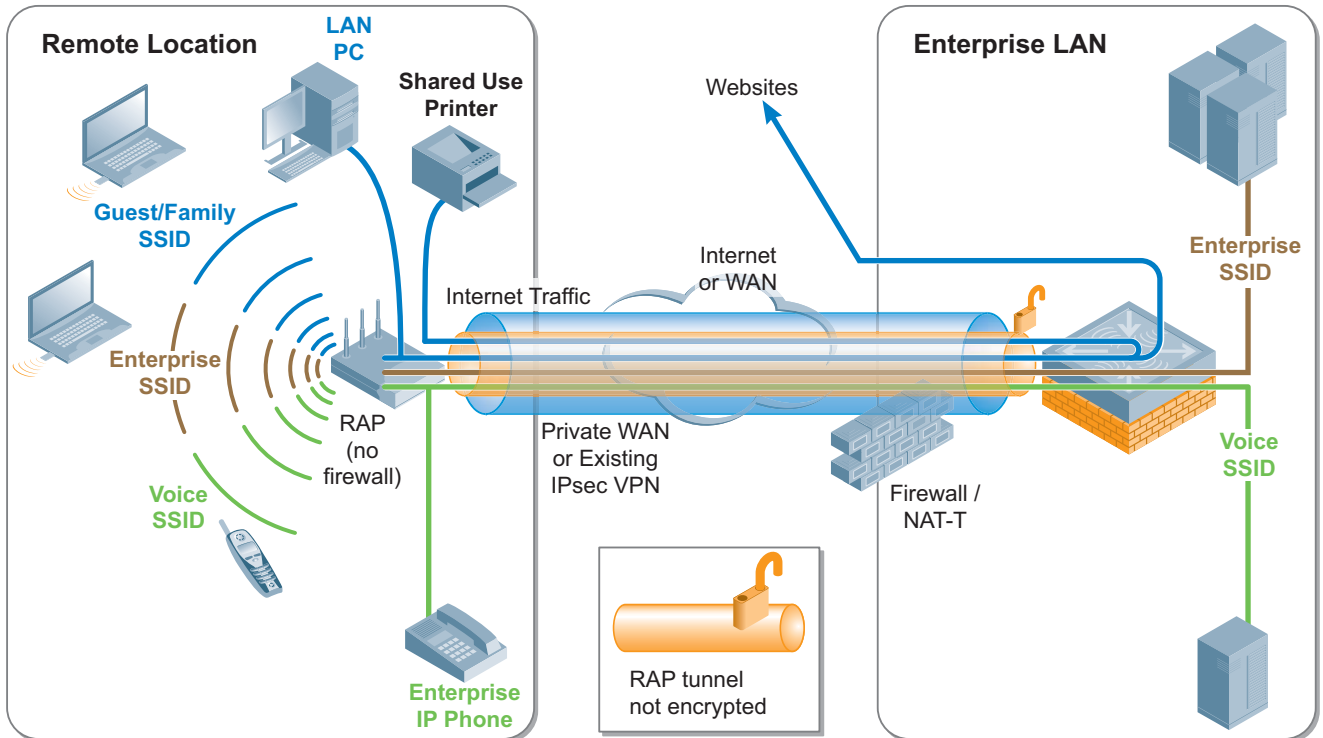 Remote Location
LAN
PC
Shared Use
Printer
Guest/Family
SSID
Enterprise
SSID
Voice
SSID
RAP
(no
firewall)
Enterprise
IP Phone
Internet Traffic
Private WAN
or Existing
IPsec VPN
Websites
Internet
or WAN
RAP tunnel
not encrypted
Enterprise LAN
Enterprise
SSID
Firewall /
NAT-T
Voice
SSID